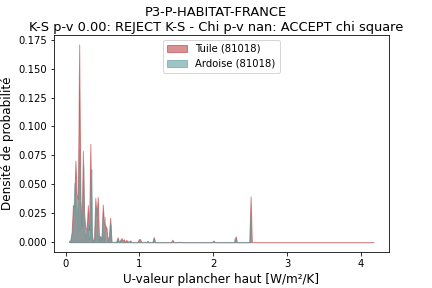 P3-P-HABITAT-FRANCE
K-S p-v 0.00: REJECT K-S - Chi p-v nan: ACCEPT chi square
Tuile (81018)
Ardoise (81018)
Densité de probabilité
0.175
0.150
0.125
0.100
0.075
0.050
0.025
0.000
0 1 2 3 4
U-valeur plancher haut [W/m²/K]